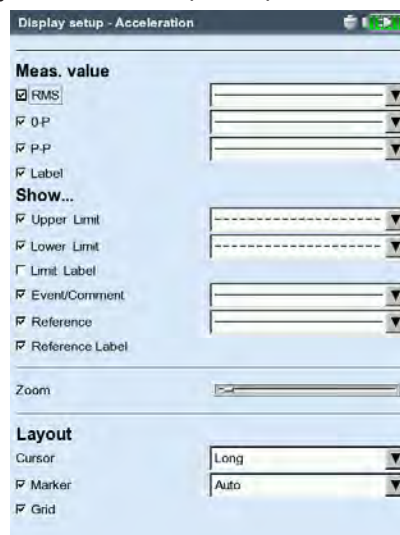 Display setup - Acceleration
Meas. value
RMS
0-P
P-P
Label
Show...
Upper Limit
Lower Limit
Limit Label
Event/Comment
Reference
Reference Label
Zoom
Layout
Cursor Long
Marker Auto
Grid